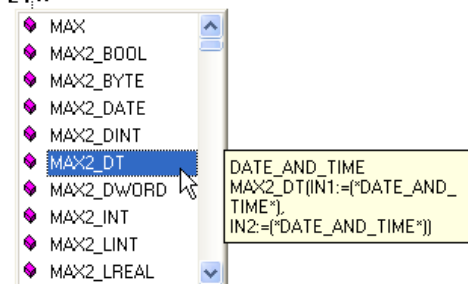 MAX
MAX2_BOOL
MAX2_BYTE
MAX2_DATE
MAX2_DINT
MAX2_DT
MAX2_DWORD
MAX2_INT
MAX2_LINT
MAX2_LREAL
DATE_AND_TIME
MAX2_DT(IN1:=(*DATE_AND_
TIME*),
IN2:=(*DATE_AND_TIME*))